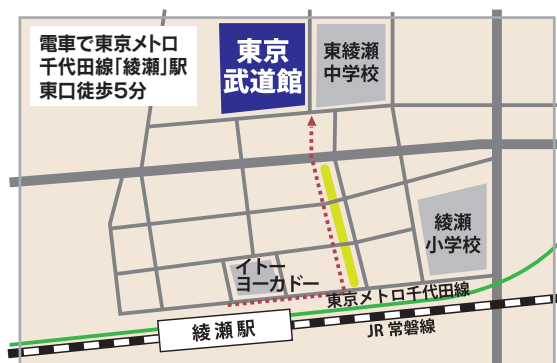 電車で東京メトロ
千代田線「綾瀬」駅
東口徒歩5分
東京
武道館
東綾瀬
中学校
綾瀬
小学校
イトー
ヨーカドー
東京メトロ千代田線
綾瀬駅
JR 常磐線